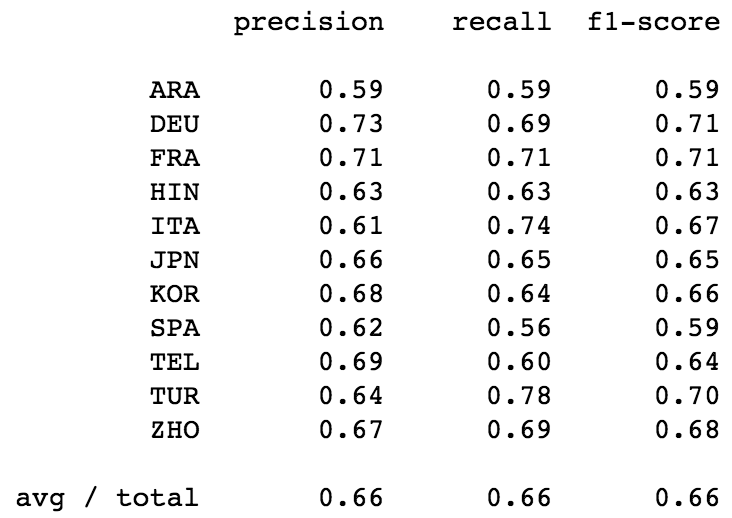 precision recall f1-score
ARA 0.59 0.59 0.59
DEU 0.73 0.69 0.71
FRA 0.71 0.71 0.71
HIN 0.63 0.63 0.63
ITA 0.61 0.74 0.67
JPN 0.66 0.65 0.65
KOR 0.68 0.64 0.66
SPA 0.62 0.56 0.59
TEL 0.69 0.60 0.64
TUR 0.64 0.78 0.70
ZHO 0.67 0.69 0.68
avg / total 0.66 0.66 0.66